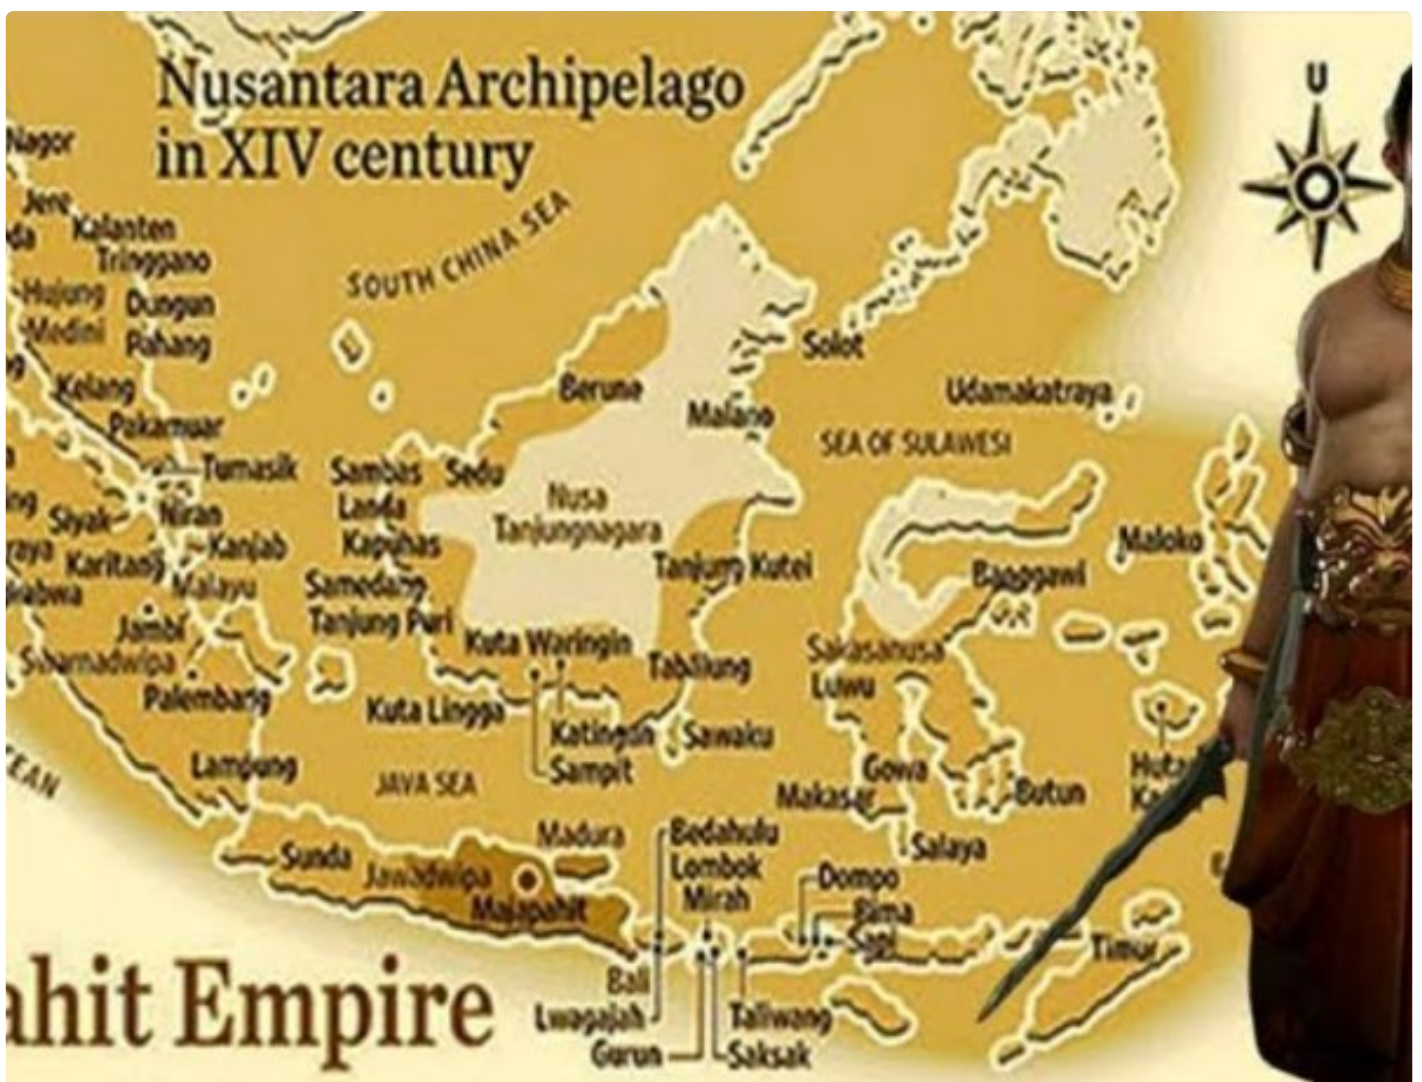 Nusantara Archipelago
in XIV century
U
Nagor
Jere
Kalanten
Tringgano
Hujung
Medini
Dungun
Pahang
Kelang
Pakamuar
Tumasik
SOUTH CHINA SEA
Solot
Berune
Malano
Udamakatraya
SEA OF SULAWESI
Sambas
Sedu
Landa
Kapuhas
Nusa
Tanjungnagara
Siyak
Niran
Kanjab
Karitang
Malayu
Samedang
Tanjung Puri
Tanjung Kutei
Banggawi
Maloko
Jambi
Swarnadwipa
Palembang
Kuta Waringin
Tabalung
Sakasanusa
Luwu
Kuta Lingga
Katingan
Sawaku
Sampit
Lampung
JAVA SEA
Gowa
Makasar
Butun
Salaya
Sunda
Jawadwipa
Madura
Majapahit
Bedahulu
Lombok
Mirah
Dompo
Bima
Timur
Bali
Lwagajah
Taliwang
Gurun
Saksak
ahit Empire